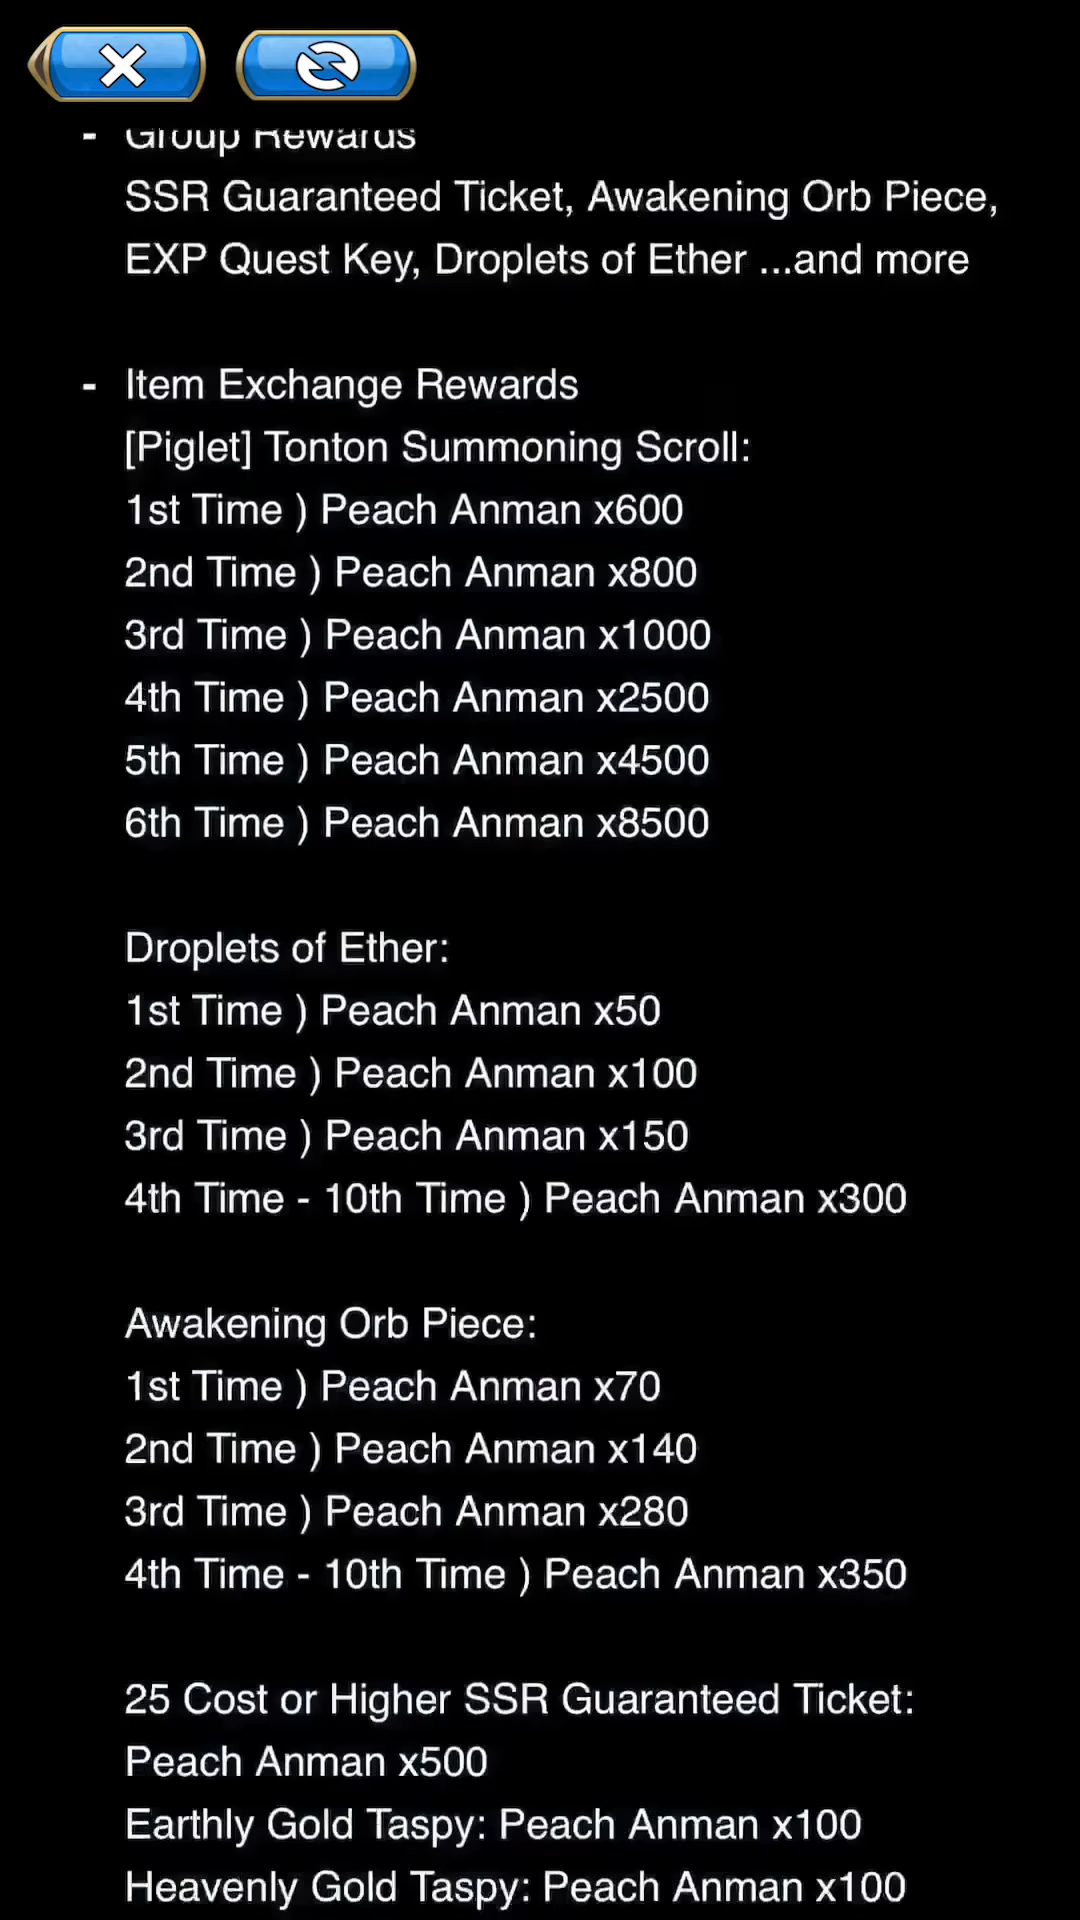 - Group Rewards
SSR Guaranteed Ticket, Awakening Orb Piece,
EXP Quest Key, Droplets of Ether ...and more
- Item Exchange Rewards
[Piglet] Tonton Summoning Scroll:
1st Time ) Peach Anman x600
2nd Time ) Peach Anman x800
3rd Time ) Peach Anman x1000
4th Time ) Peach Anman x2500
5th Time ) Peach Anman x4500
6th Time ) Peach Anman x8500
Droplets of Ether:
1st Time ) Peach Anman x50
2nd Time ) Peach Anman x100
3rd Time ) Peach Anman x150
4th Time - 10th Time ) Peach Anman x300
Awakening Orb Piece:
1st Time ) Peach Anman x70
2nd Time ) Peach Anman x140
3rd Time ) Peach Anman x280
4th Time - 10th Time ) Peach Anman x350
25 Cost or Higher SSR Guaranteed Ticket:
Peach Anman x500
Earthly Gold Taspy: Peach Anman x100
Heavenly Gold Taspy: Peach Anman x100